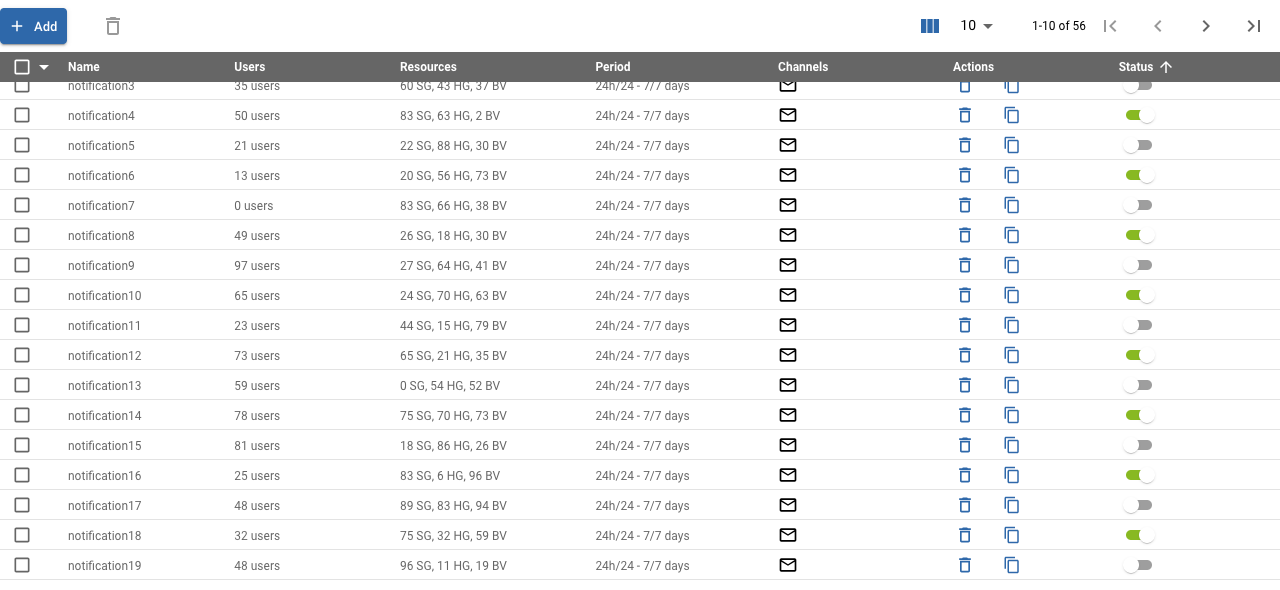 Add
10
1-10 of 56
Name Users Resources Period Channels Actions Status
notification3 35 users 60 SG, 43 HG, 37 BV 24h/24 - 7/7 days
notification4 50 users 83 SG, 63 HG, 2 BV 24h/24 - 7/7 days
notification5 21 users 22 SG, 88 HG, 30 BV 24h/24 - 7/7 days
notification6 13 users 20 SG, 56 HG, 73 BV 24h/24 - 7/7 days
notification7 0 users 83 SG, 66 HG, 38 BV 24h/24 - 7/7 days
notification8 49 users 26 SG, 18 HG, 30 BV 24h/24 - 7/7 days
notification9 97 users 27 SG, 64 HG, 41 BV 24h/24 - 7/7 days
notification10 65 users 24 SG, 70 HG, 63 BV 24h/24 - 7/7 days
notification11 23 users 44 SG, 15 HG, 79 BV 24h/24 - 7/7 days
notification12 73 users 65 SG, 21 HG, 35 BV 24h/24 - 7/7 days
notification13 59 users 0 SG, 54 HG, 52 BV 24h/24 - 7/7 days
notification14 78 users 75 SG, 70 HG, 73 BV 24h/24 - 7/7 days
notification15 81 users 18 SG, 86 HG, 26 BV 24h/24 - 7/7 days
notification16 25 users 83 SG, 6 HG, 96 BV 24h/24 - 7/7 days
notification17 48 users 89 SG, 83 HG, 94 BV 24h/24 - 7/7 days
notification18 32 users 75 SG, 32 HG, 59 BV 24h/24 - 7/7 days
notification19 48 users 96 SG, 11 HG, 19 BV 24h/24 - 7/7 days